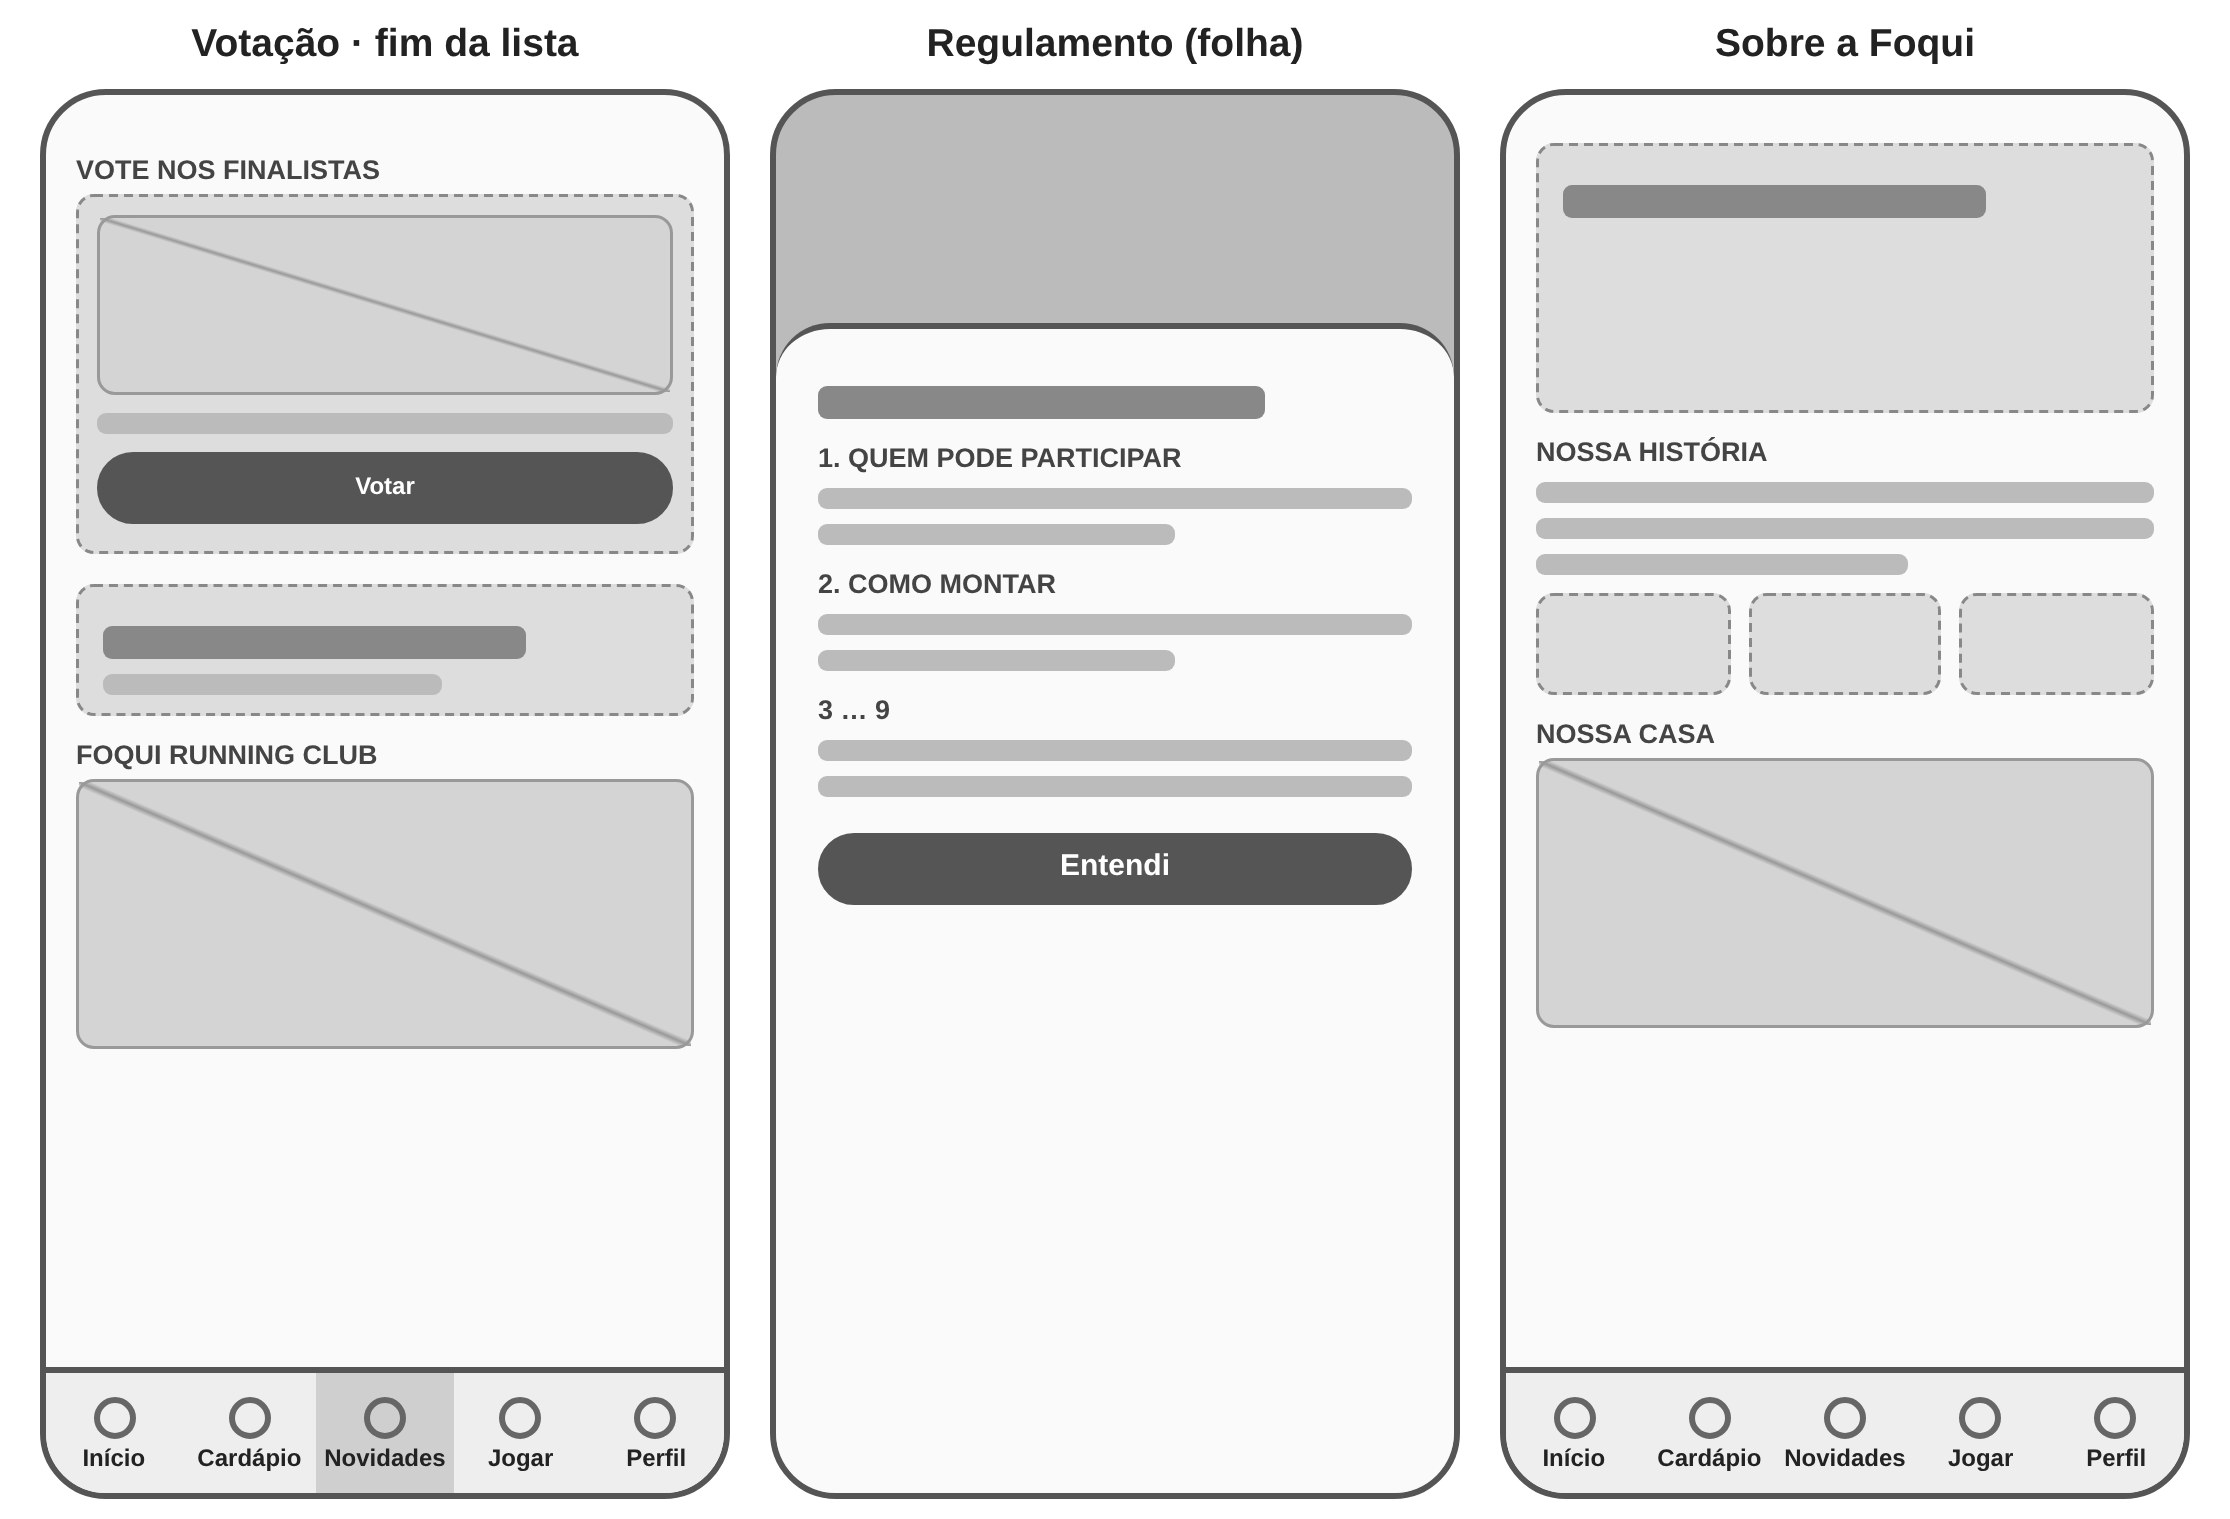 Votação · fim da lista
VOTE NOS FINALISTAS
Votar
FOQUI RUNNING CLUB
Início
Cardápio
Novidades
Jogar
Perfil
Regulamento (folha)
1. QUEM PODE PARTICIPAR
2. COMO MONTAR
3 … 9
Entendi
Sobre a Foqui
NOSSA HISTÓRIA
NOSSA CASA
Início
Cardápio
Novidades
Jogar
Perfil